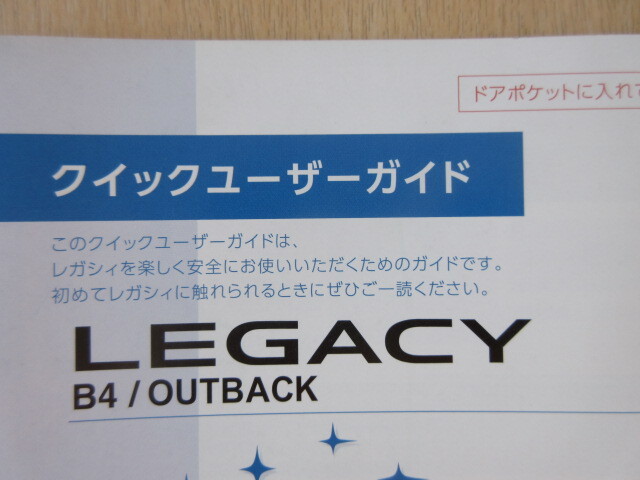 ドアポケットに入れて
クイックユーザーガイド
このクイックユーザーガイドは、
レガシィを楽しく安全にお使いいただくためのガイドです。
初めてレガシィに触れられるときにぜひご一読ください。
LEGACY
B4 / OUTBACK